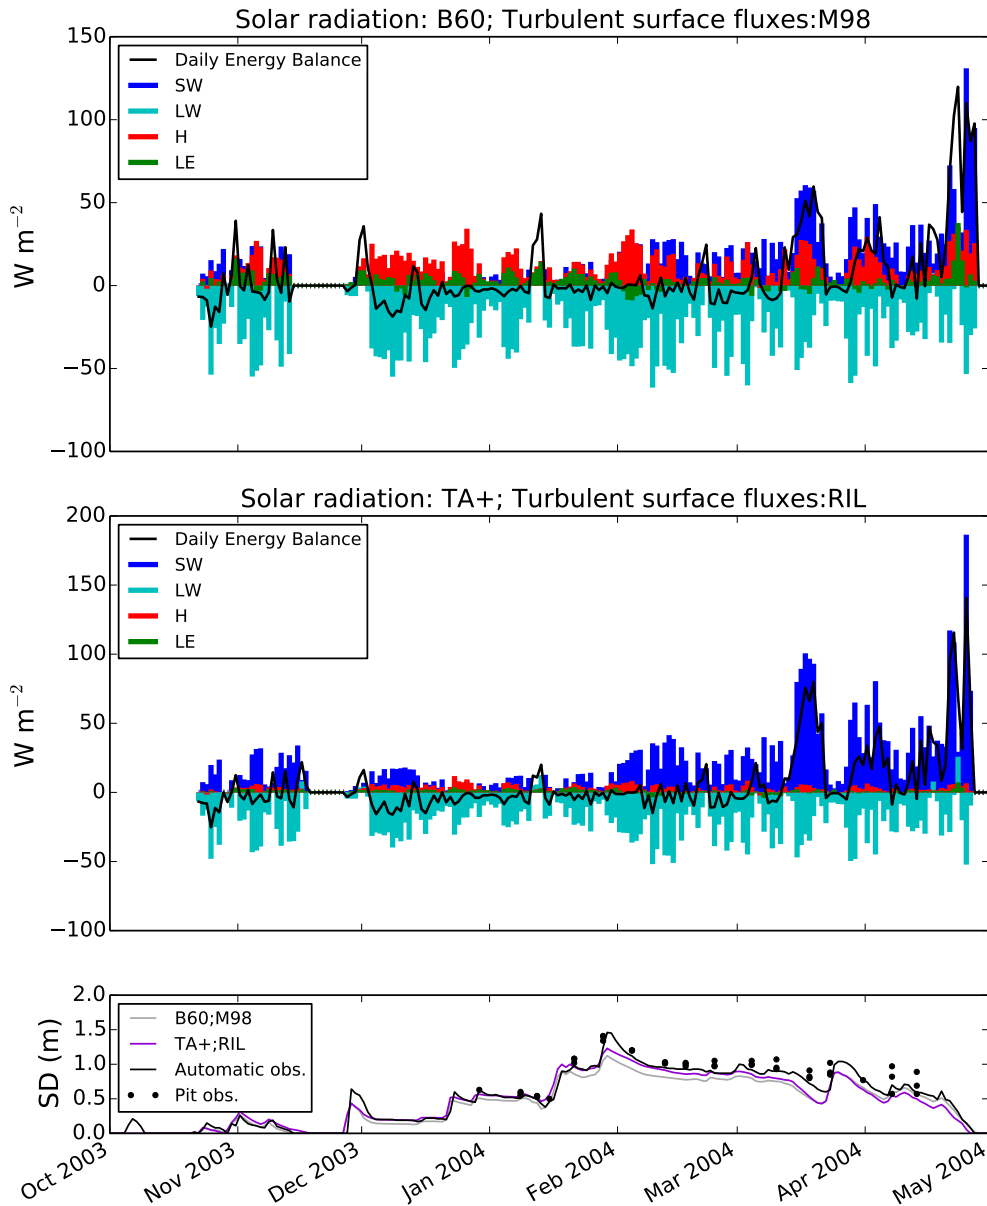 Solar radiation: B60; Turbulent surface fluxes:M98
150
100
50
0
−50
−100
W m⁻²
Daily Energy Balance
SW
LW
H
LE
Solar radiation: TA+; Turbulent surface fluxes:RIL
200
150
100
50
0
−50
−100
W m⁻²
Daily Energy Balance
SW
LW
H
LE
2.0
1.5
1.0
0.5
0.0
SD (m)
B60;M98
TA+;RIL
Automatic obs.
Pit obs.
Oct 2003
Nov 2003
Dec 2003
Jan 2004
Feb 2004
Mar 2004
Apr 2004
May 2004